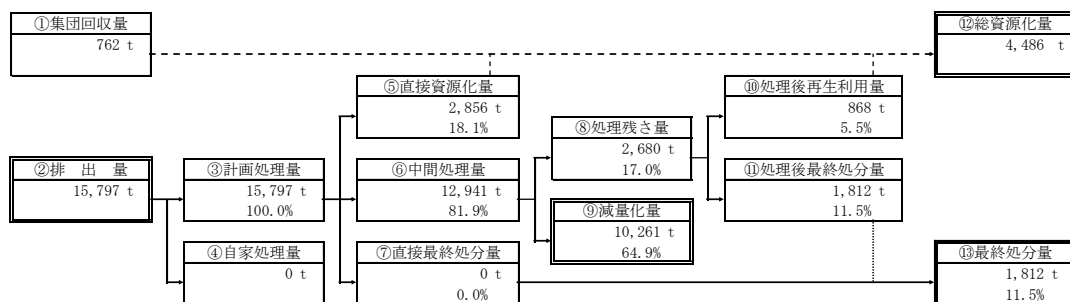 ①集団回収量
762 t
⑫総資源化量
4,486 t
⑤直接資源化量
2,856 t
18.1%
⑩処理後再生利用量
868 t
5.5%
⑧処理残さ量
2,680 t
17.0%
②排 出 量
15,797 t
③計画処理量
15,797 t
100.0%
⑥中間処理量
12,941 t
81.9%
⑪処理後最終処分量
1,812 t
11.5%
⑨減量化量
10,261 t
64.9%
④自家処理量
0 t
⑦直接最終処分量
0 t
0.0%
⑬最終処分量
1,812 t
11.5%